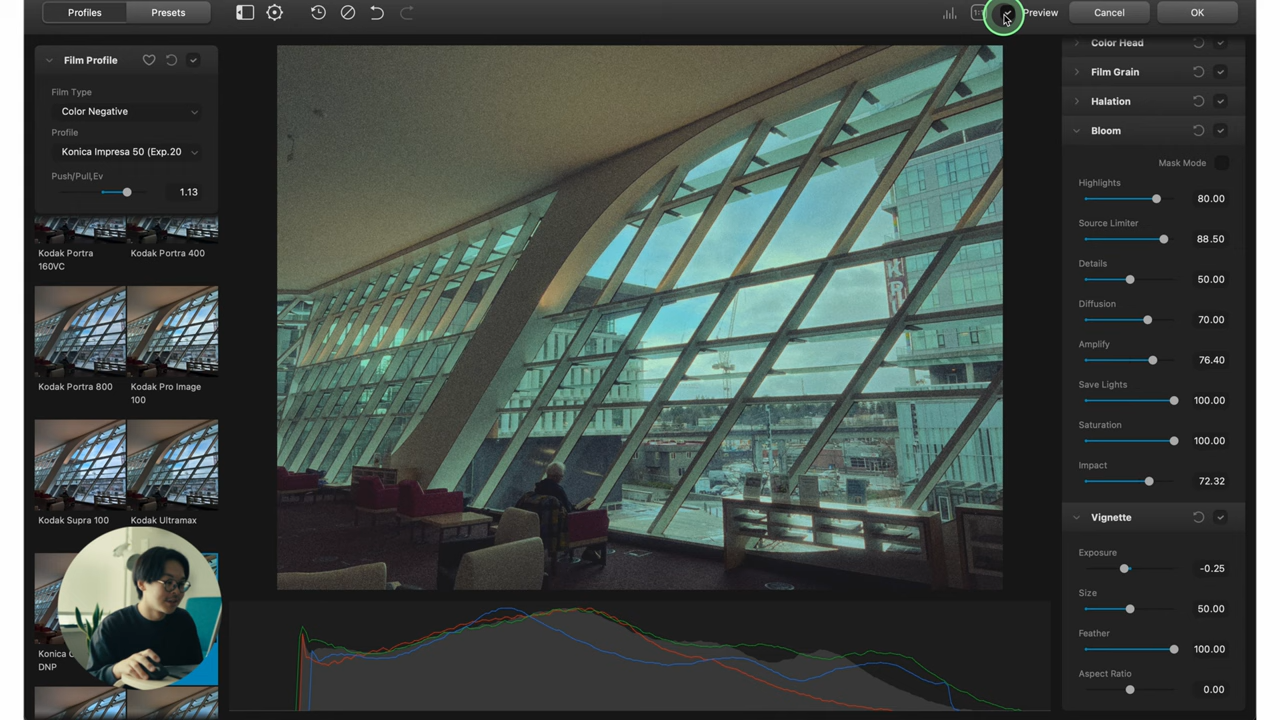 Profiles
Presets
Preview
Cancel
OK
Film Profile
Film Type
Color Negative
Profile
Konica Impresa 50 (Exp.20
Push/Pull,Ev
1.13
Kodak Portra
160VC
Kodak Portra 400
Kodak Portra 800
Kodak Pro Image
100
Kodak Supra 100
Kodak Ultramax
DNP
Color Head
Film Grain
Halation
Bloom
Mask Mode
Highlights
80.00
Source Limiter
88.50
Details
50.00
Diffusion
70.00
Amplify
76.40
Save Lights
100.00
Saturation
100.00
Impact
72.32
Vignette
Exposure
-0.25
Size
50.00
Feather
100.00
Aspect Ratio
0.00